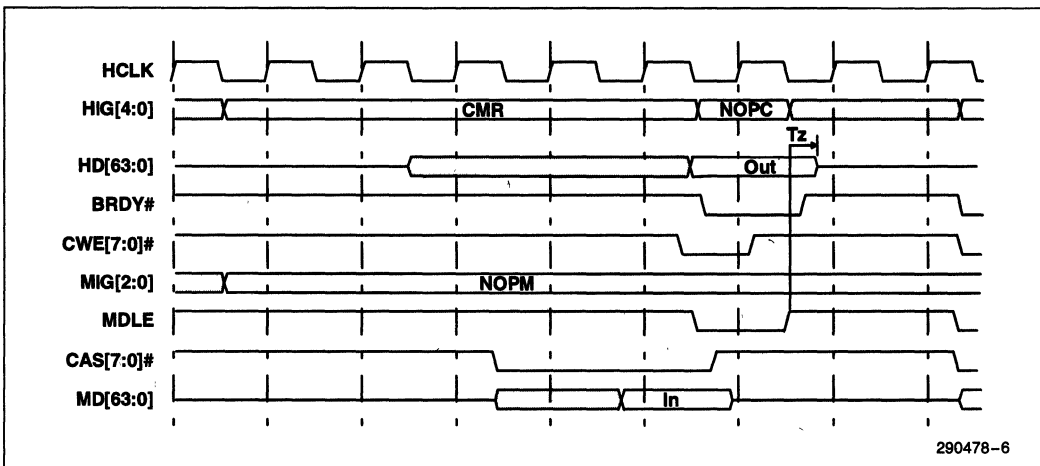 HCLK
HIG[4:0] CMR NOPC
Tz
HD[63:0] Out
BRDY#
CWE[7:0]#
MIG[2:0] NOPM
MDLE
CAS[7:0]#
MD[63:0] In
290478–6